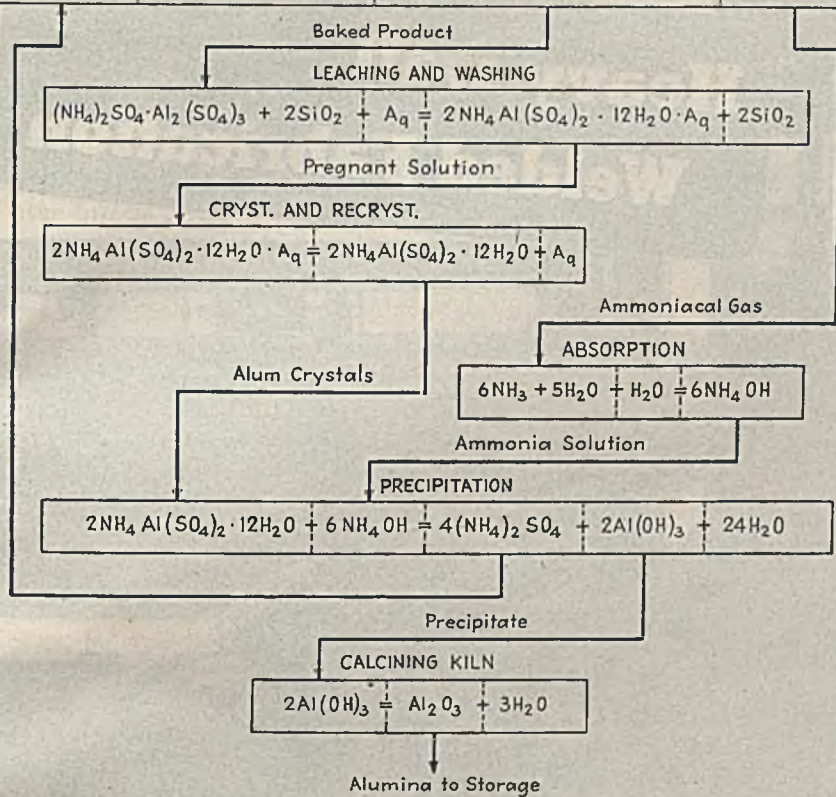 Baked Product
LEACHING AND WASHING
(NH₄)₂SO₄·Al₂(SO₄)₃ + 2SiO₂ + Aq = 2NH₄Al(SO₄)₂·12H₂O·Aq + 2SiO₂
Pregnant Solution
CRYST. AND RECRYST.
2NH₄Al(SO₄)₂·12H₂O·Aq = 2NH₄Al(SO₄)₂·12H₂O + Aq
Ammoniacal Gas
ABSORPTION
6NH₃ + 5H₂O + H₂O = 6NH₄OH
Alum Crystals
Ammonia Solution
PRECIPITATION
2NH₄Al(SO₄)₂·12H₂O + 6NH₄OH = 4(NH₄)₂SO₄ + 2Al(OH)₃ + 24H₂O
Precipitate
CALCINING KILN
2Al(OH)₃ = Al₂O₃ + 3H₂O
Alumina to Storage